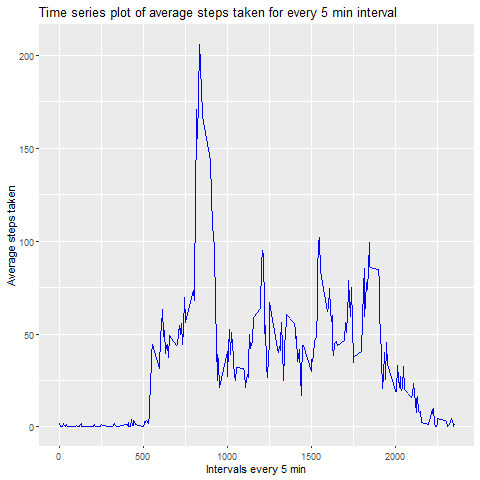 Time series plot of average steps taken for every 5 min interval
Average steps taken
200
150
100
50
0
0 500 1000 1500 2000
Intervals every 5 min